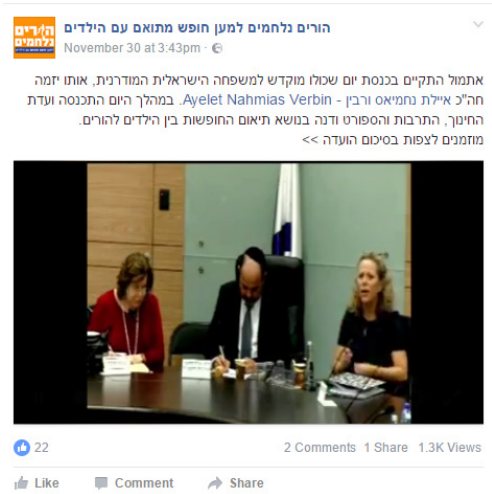 הורים נלחמים למען חופש מתואם עם הילדים
הורים
נלחמים
November 30 at 3:43pm ·
אתמול התקיים בכנסת יום שכולו מוקדש למשפחה הישראלית המודרנית, אותו יזמה
חה"כ איילת נחמיאס ורבין - Ayelet Nahmias Verbin. במהלך היום התכנסה ועדת
החינוך, התרבות והספורט ודנה בנושא תיאום החופשות בין הילדים להורים.
מוזמנים לצפות בסיכום הועדה >>
22
2 Comments 1 Share 1.3K Views
Like Comment Share